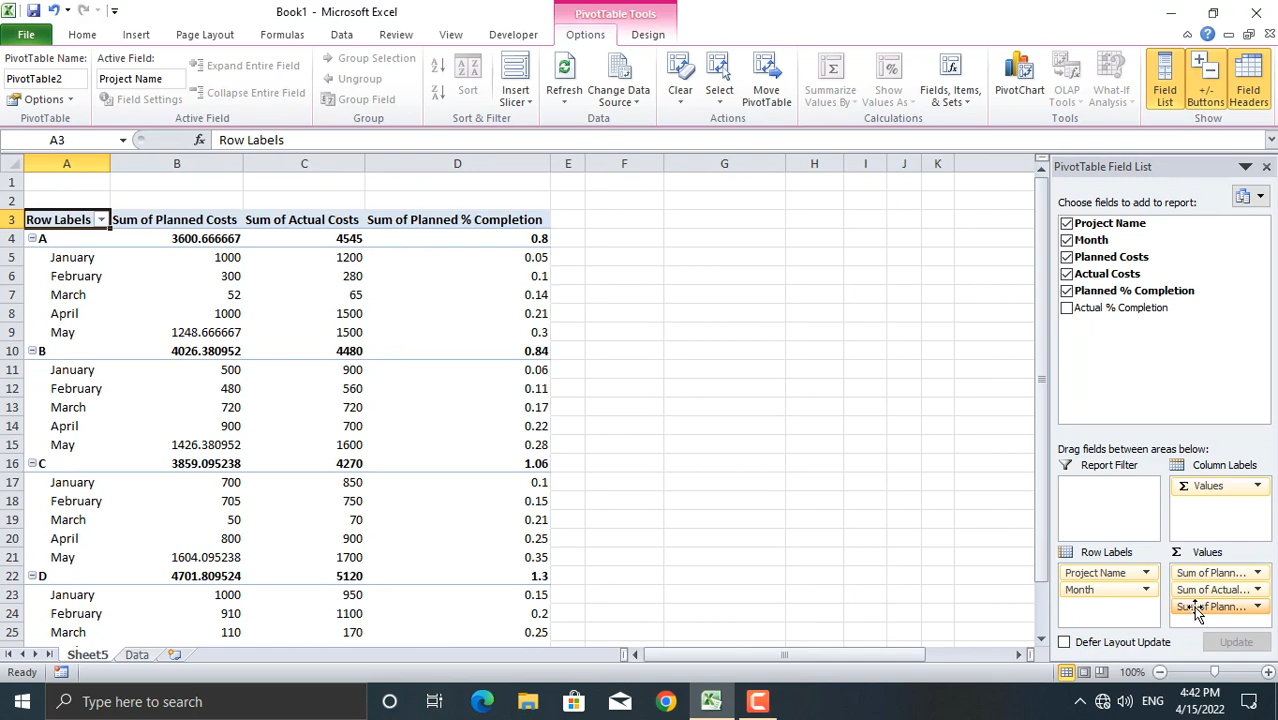 Book1 - Microsoft Excel
PivotTable Tools
File Home Insert Page Layout Formulas Data Review View Developer Options Design
PivotTable Name:
PivotTable2
Options
PivotTable
Active Field:
Project Name
Field Settings
Expand Entire Field
Collapse Entire Field
Active Field
Group Selection
Ungroup
Group Field
Group
Sort
Insert Slicer
Sort & Filter
Refresh
Change Data Source
Data
Clear
Select
Move PivotTable
Actions
Summarize Values By
Show Values As
Fields, Items, & Sets
Calculations
PivotChart
OLAP Tools
What-If Analysis
Tools
Field List
+/- Buttons
Field Headers
Show
A3 fx Row Labels
A B C D E F G H I J K
1
2
3 Row Labels Sum of Planned Costs Sum of Actual Costs Sum of Planned % Completion
4 A 3600.666667 4545 0.8
5 January 1000 1200 0.05
6 February 300 280 0.1
7 March 52 65 0.14
8 April 1000 1500 0.21
9 May 1248.666667 1500 0.3
10 B 4026.380952 4480 0.84
11 January 500 900 0.06
12 February 480 560 0.11
13 March 720 720 0.17
14 April 900 700 0.22
15 May 1426.380952 1600 0.28
16 C 3859.095238 4270 1.06
17 January 700 850 0.1
18 February 705 750 0.15
19 March 50 70 0.21
20 April 800 900 0.25
21 May 1604.095238 1700 0.35
22 D 4701.809524 5120 1.3
23 January 1000 950 0.15
24 February 910 1100 0.2
25 March 110 170 0.25
PivotTable Field List
Choose fields to add to report:
Project Name
Month
Planned Costs
Actual Costs
Planned % Completion
Actual % Completion
Drag fields between areas below:
Report Filter
Column Labels
Σ Values
Row Labels
Σ Values
Project Name
Month
Sum of Plann...
Sum of Actual...
Sum of Plann...
Defer Layout Update
Update
Sheet5 Data
Ready
100%
Type here to search
ENG
4:42 PM
4/15/2022